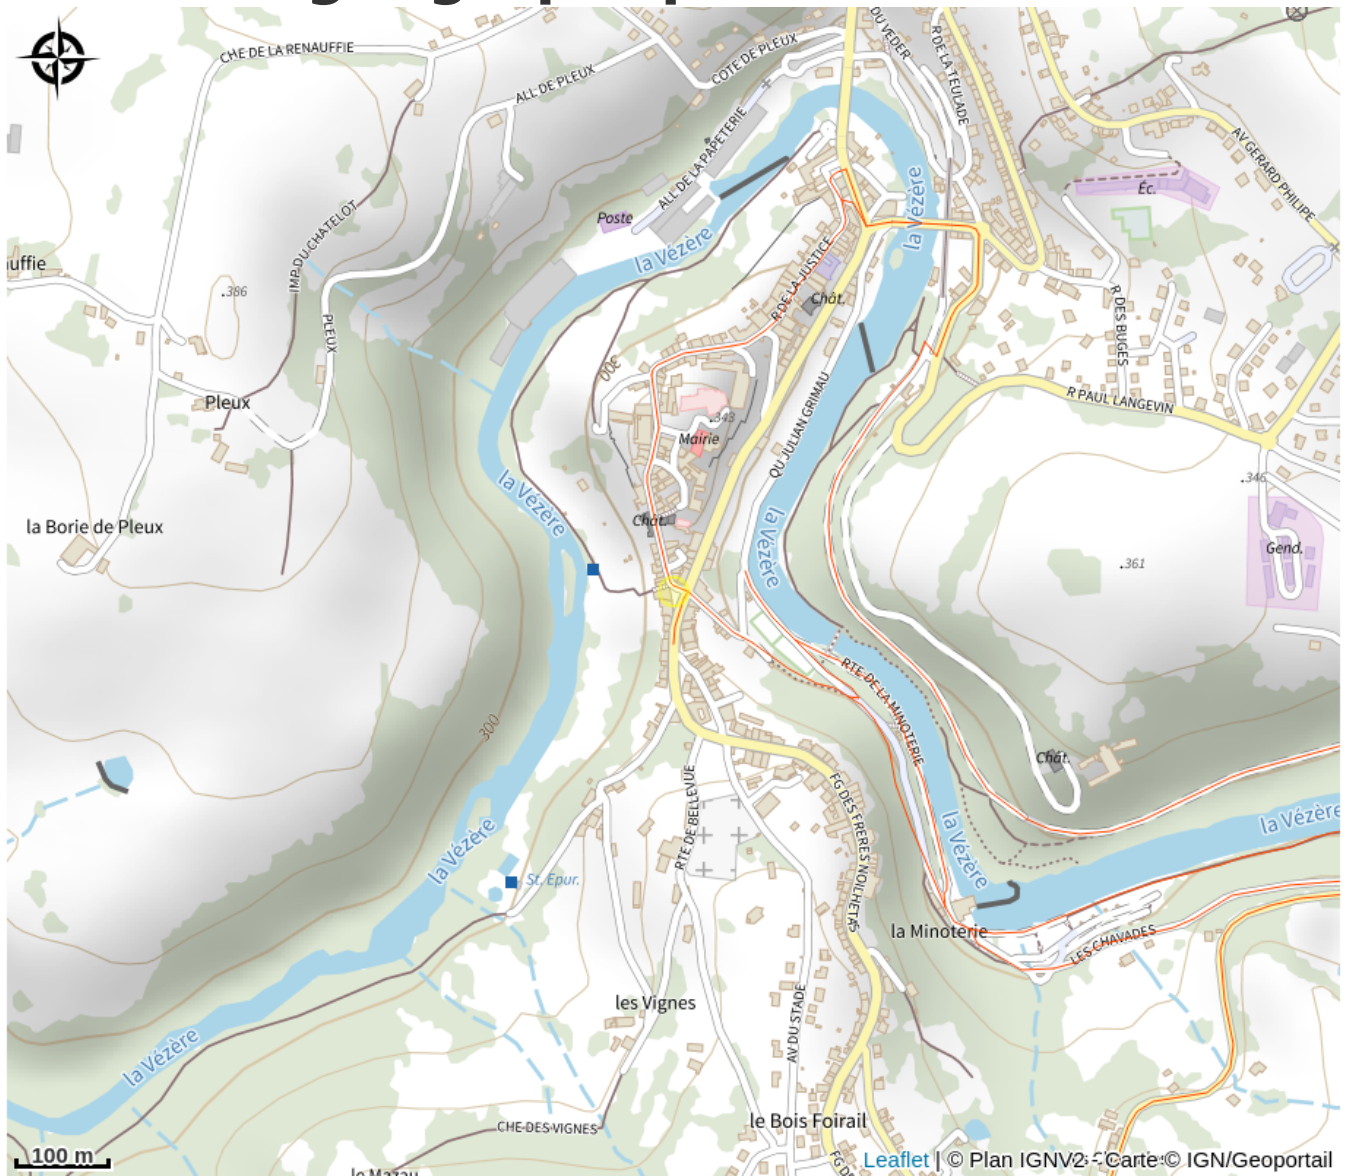 CHE DE LA RENAUFFIE
ALL DE PLEUX
COTE DE PLEUX
DU VEDER
R DE LA TEULADE
AV GERARD PHILIPE
ALL DE LA PAPETERIE
Éc.
Poste
IMP DU CHATELOT
la Vézère
la Vézère
uffie
.386
R DE LA JUSTICE
Chât.
R DES BUGES
PLEUX
300
Pleux
R PAUL LANGEVIN
QU JULIAN GRIMAU
.343
Mairie
.346
la Vézère
Chât.
la Borie de Pleux
la Vézère
Gend.
.361
RTE DE LA MINOTERIE
300
Chât.
RTE DE BELLEVUE
FG DES FRERES NOILHETAS
la Vézère
la Vézère
la Vézère
St. Epur.
la Minoterie
LES CHAVADES
les Vignes
AV DU STADE
la Vézère
CHE DES VIGNES
le Bois Foirail
100 m
le Mazau
FG D
Leaflet | © Plan IGNV2 - Carte © IGN/Geoportail